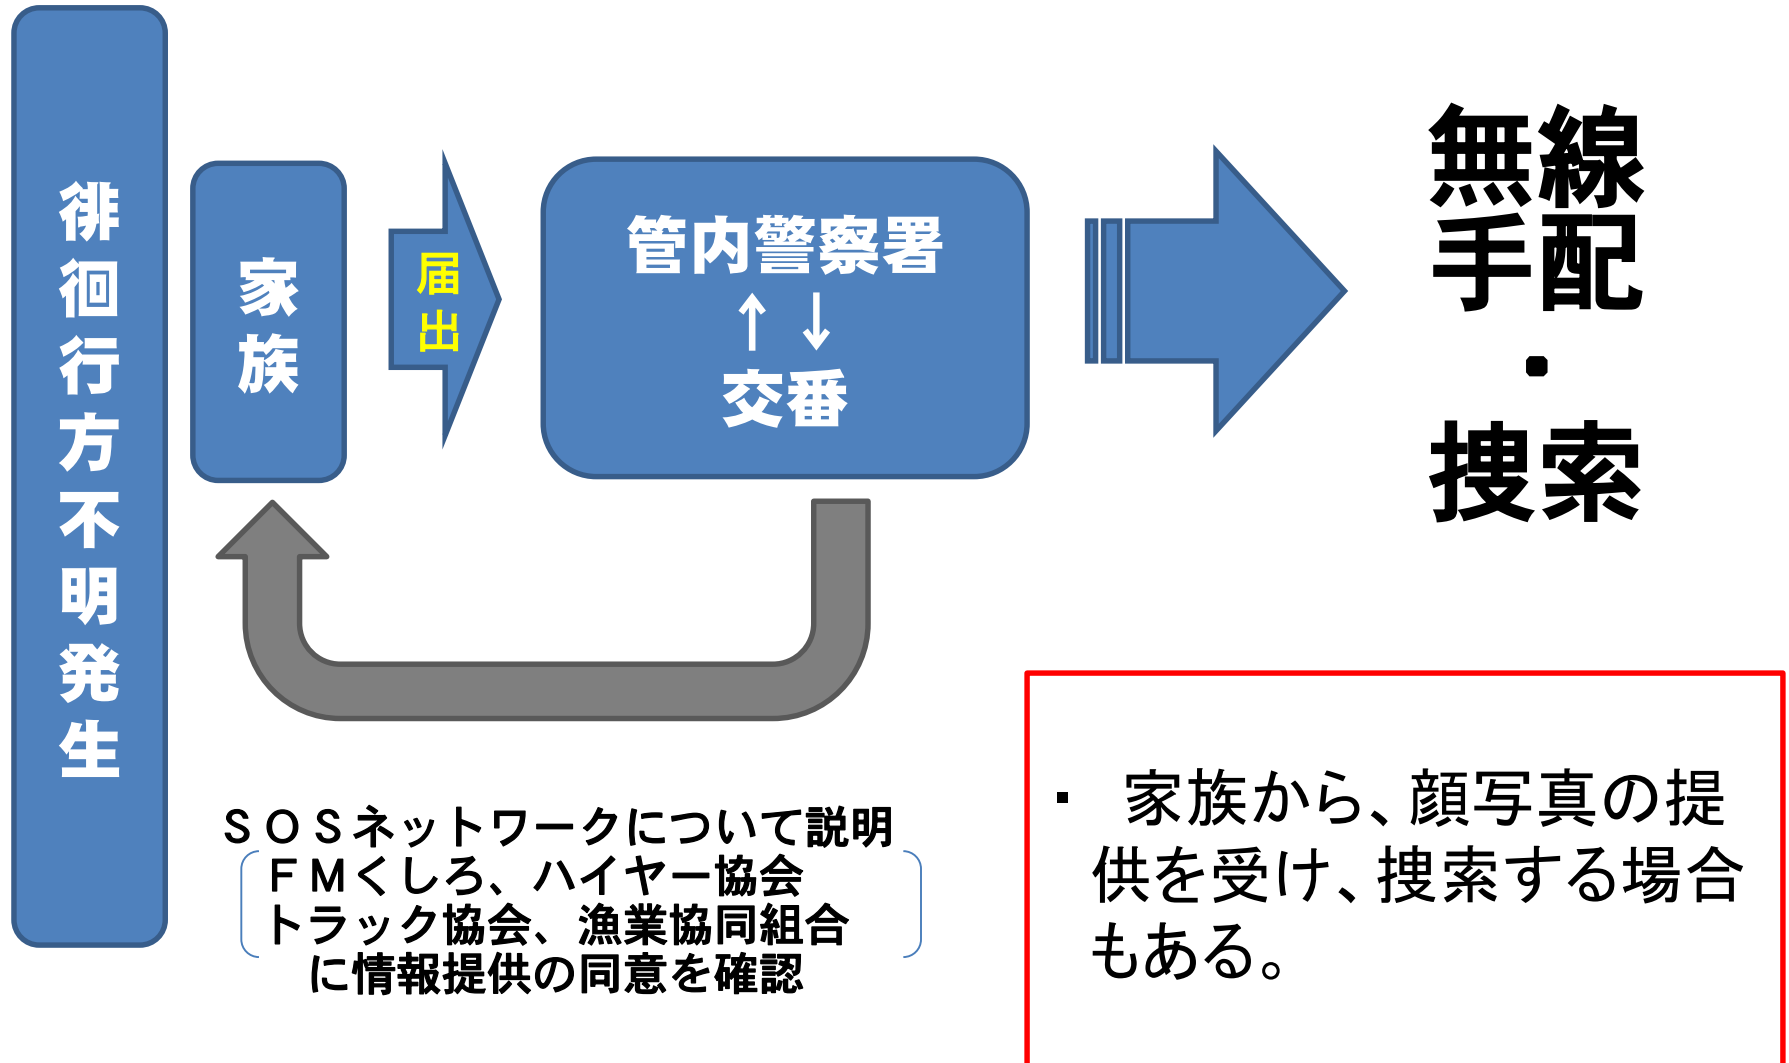 徘徊行方不明発生
家族
届出
管内警察署
↑ ↓
交番
無線
手配
・
捜索
ＳＯＳネットワークについて説明
ＦＭくしろ、ハイヤー協会
トラック協会、漁業協同組合
に情報提供の同意を確認
・ 家族から、顔写真の提
供を受け、捜索する場合
もある。